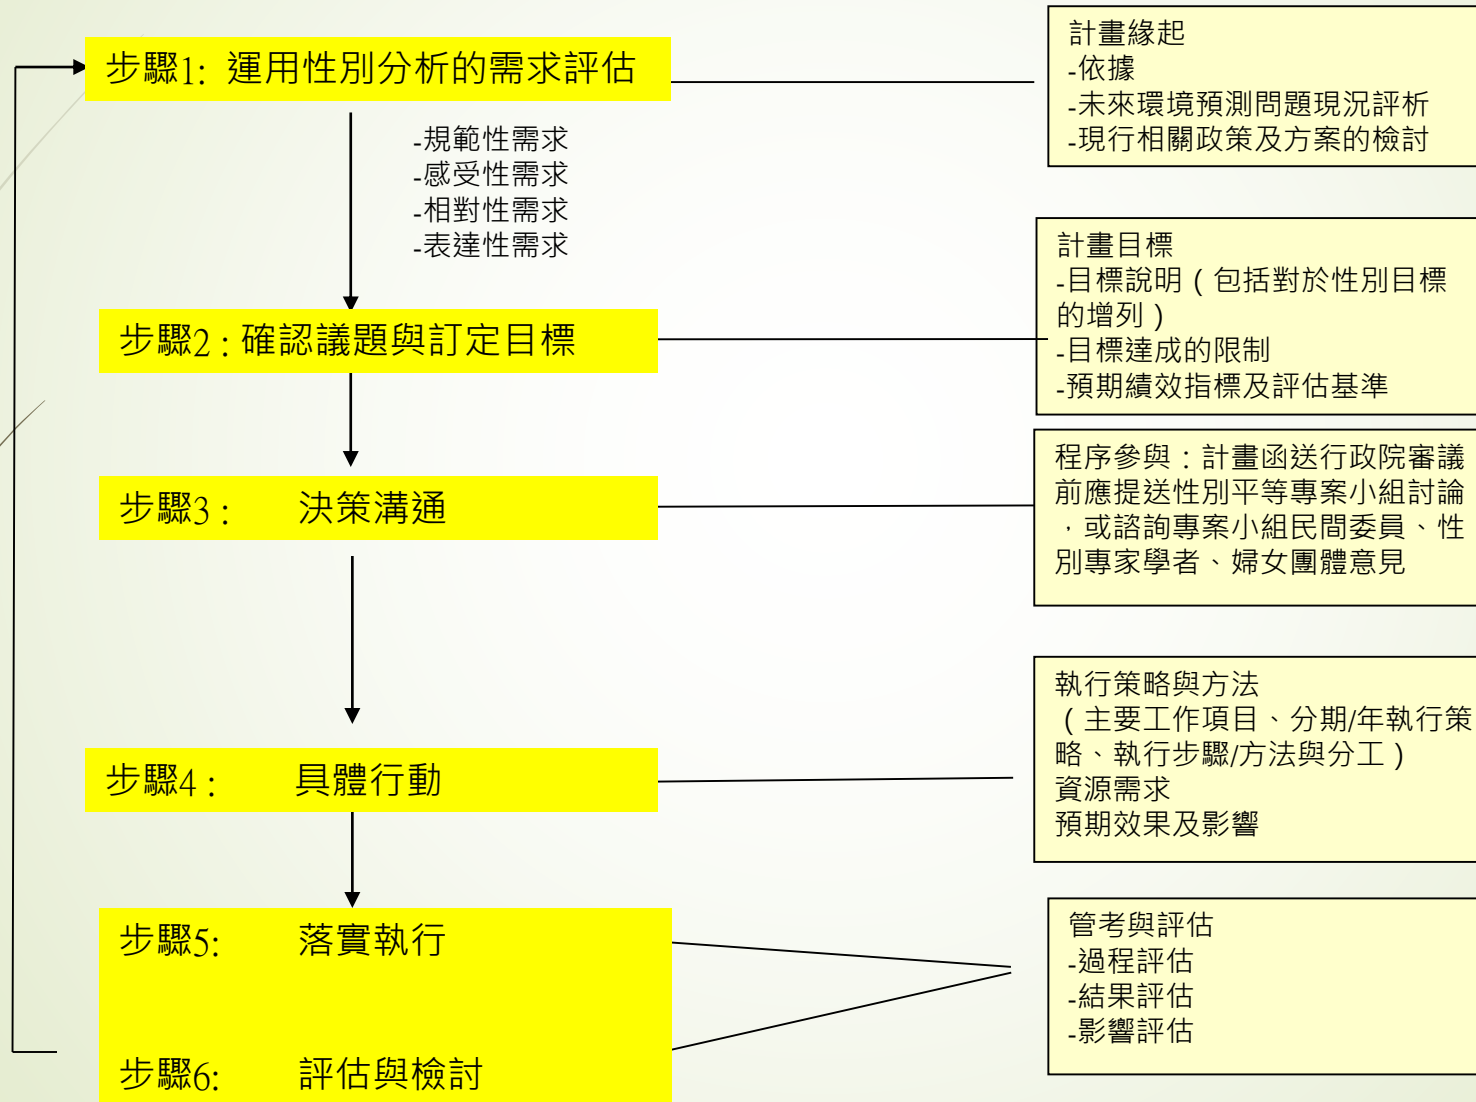 步驟1: 運用性別分析的需求評估
-規範性需求
-感受性需求
-相對性需求
-表達性需求
步驟2：確認議題與訂定目標
步驟3： 決策溝通
步驟4： 具體行動
步驟5: 落實執行
步驟6: 評估與檢討
計畫緣起
-依據
-未來環境預測問題現況評析
-現行相關政策及方案的檢討
計畫目標
-目標說明（包括對於性別目標
的增列）
-目標達成的限制
-預期績效指標及評估基準
程序參與：計畫函送行政院審議
前應提送性別平等專案小組討論
，或諮詢專案小組民間委員、性
別專家學者、婦女團體意見
執行策略與方法
（主要工作項目、分期/年執行策
略、執行步驟/方法與分工）
資源需求
預期效果及影響
管考與評估
-過程評估
-結果評估
-影響評估